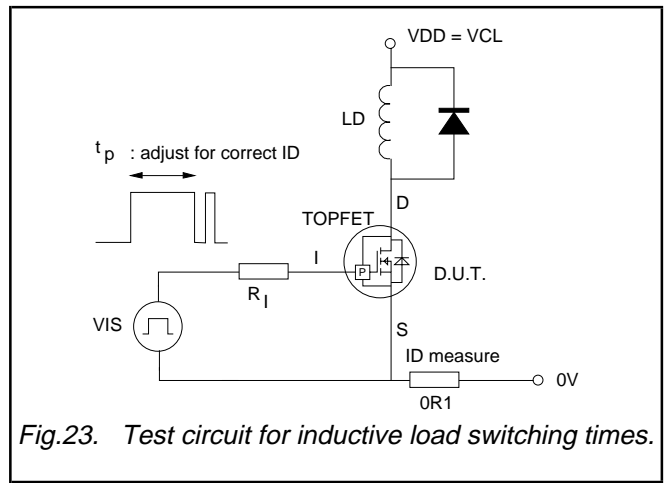 VDD = VCL
LD
t p : adjust for correct ID
D
TOPFET
I
P
D.U.T.
R I
VIS
S
ID measure
0V
0R1
Fig.23. Test circuit for inductive load switching times.